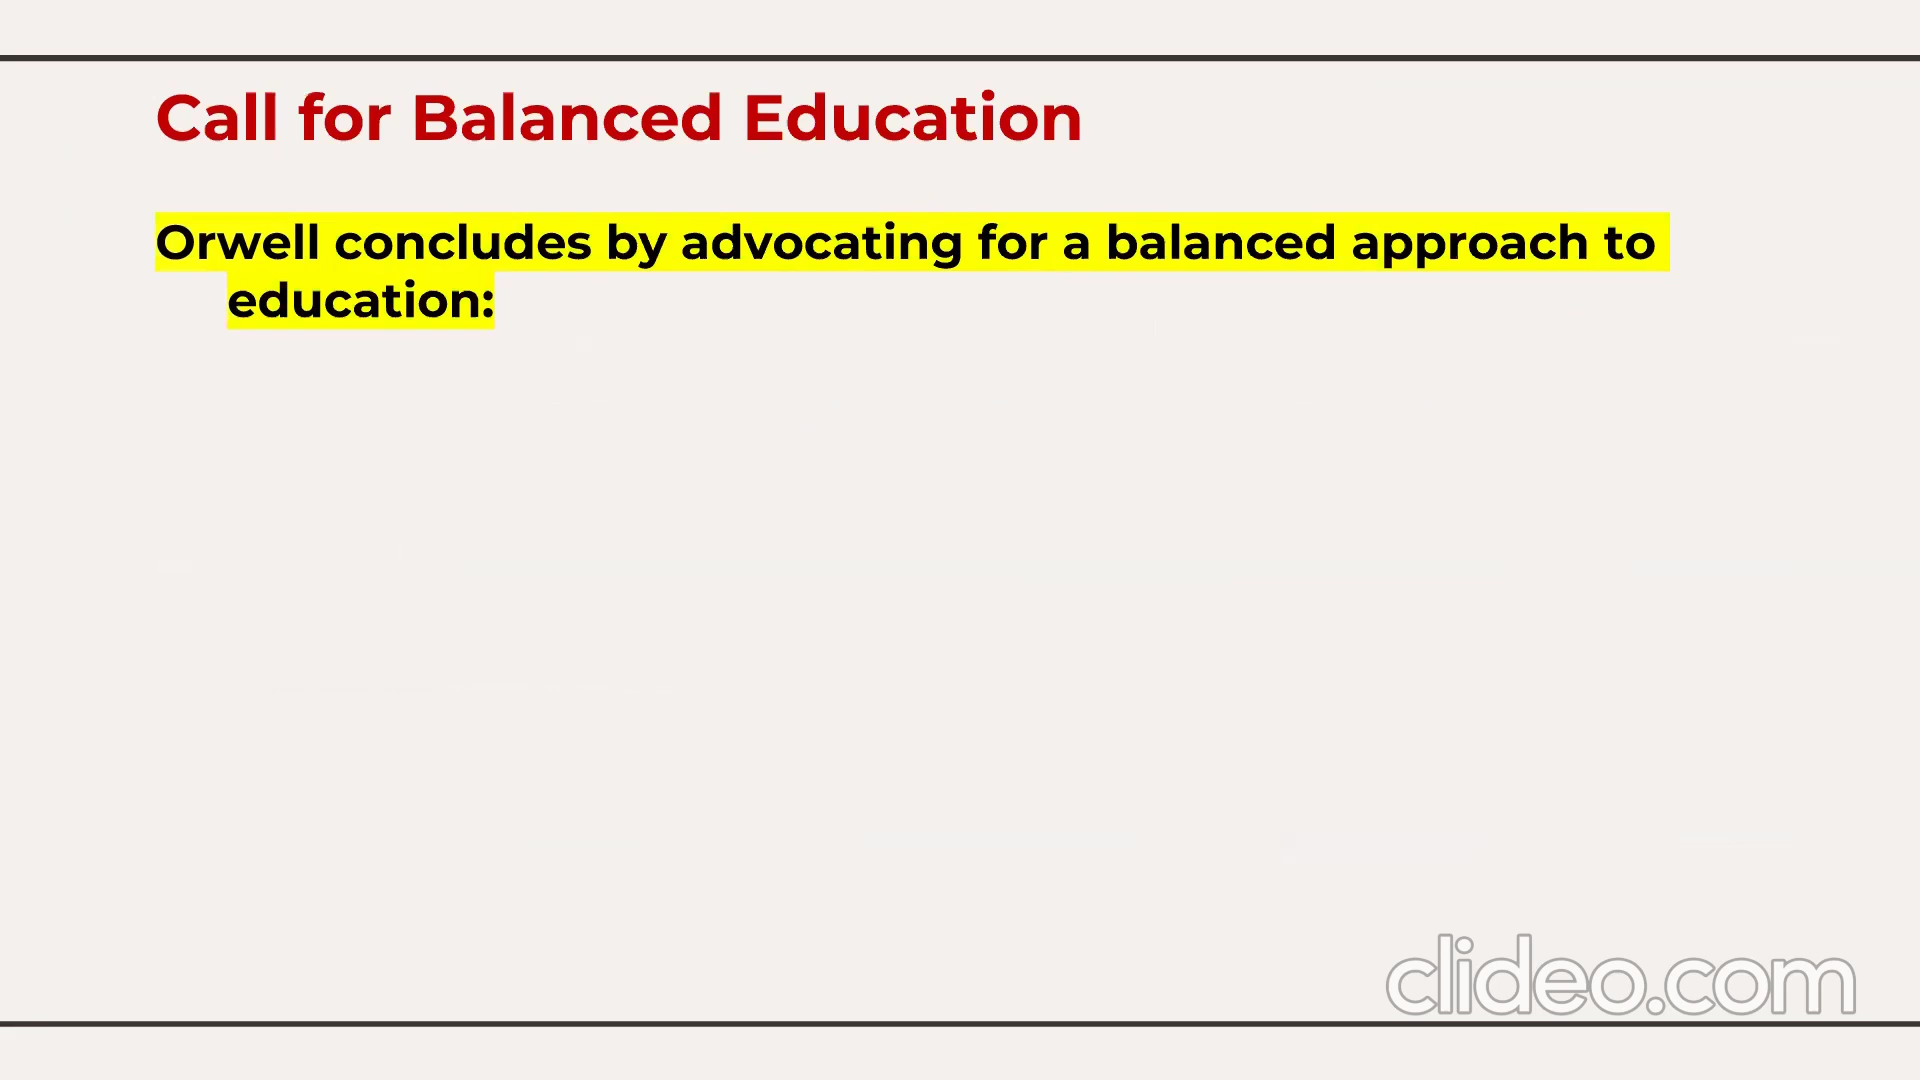 Call for Balanced Education
Orwell concludes by advocating for a balanced approach to
education:
clideo.com